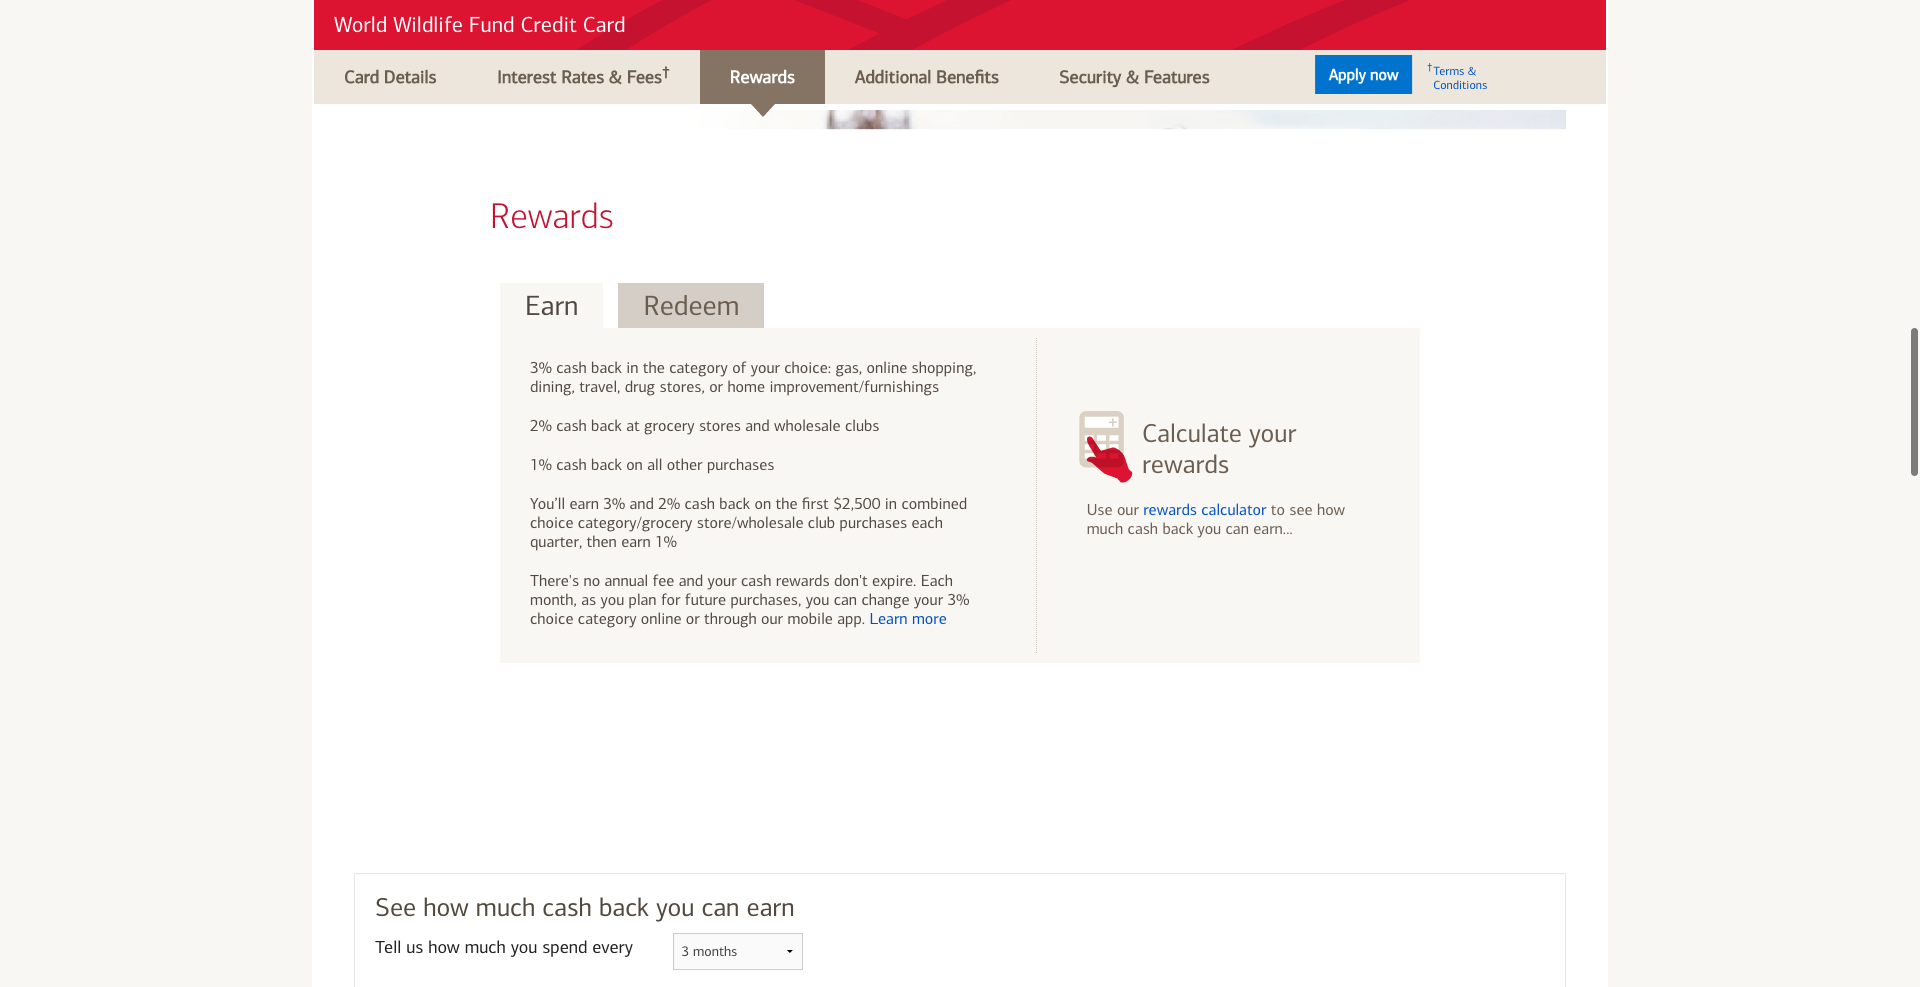 World Wildlife Fund Credit Card
Card Details
Interest Rates & Fees†
Rewards
Additional Benefits
Security & Features
Apply now
†Terms &
Conditions
Rewards
Earn
Redeem
3% cash back in the category of your choice: gas, online shopping,
dining, travel, drug stores, or home improvement/furnishings
2% cash back at grocery stores and wholesale clubs
1% cash back on all other purchases
You’ll earn 3% and 2% cash back on the first $2,500 in combined
choice category/grocery store/wholesale club purchases each
quarter, then earn 1%
There's no annual fee and your cash rewards don't expire. Each
month, as you plan for future purchases, you can change your 3%
choice category online or through our mobile app. Learn more
Calculate your
rewards
Use our rewards calculator to see how
much cash back you can earn...
See how much cash back you can earn
Tell us how much you spend every
3 months